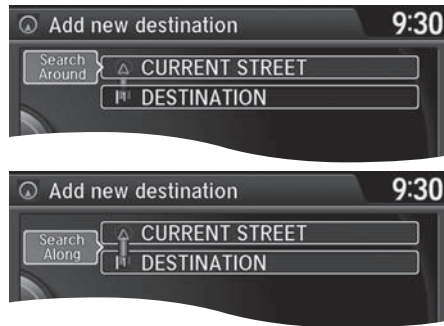 Add new destination 9:30
Search Around
CURRENT STREET
DESTINATION
Add new destination 9:30
Search Along
CURRENT STREET
DESTINATION